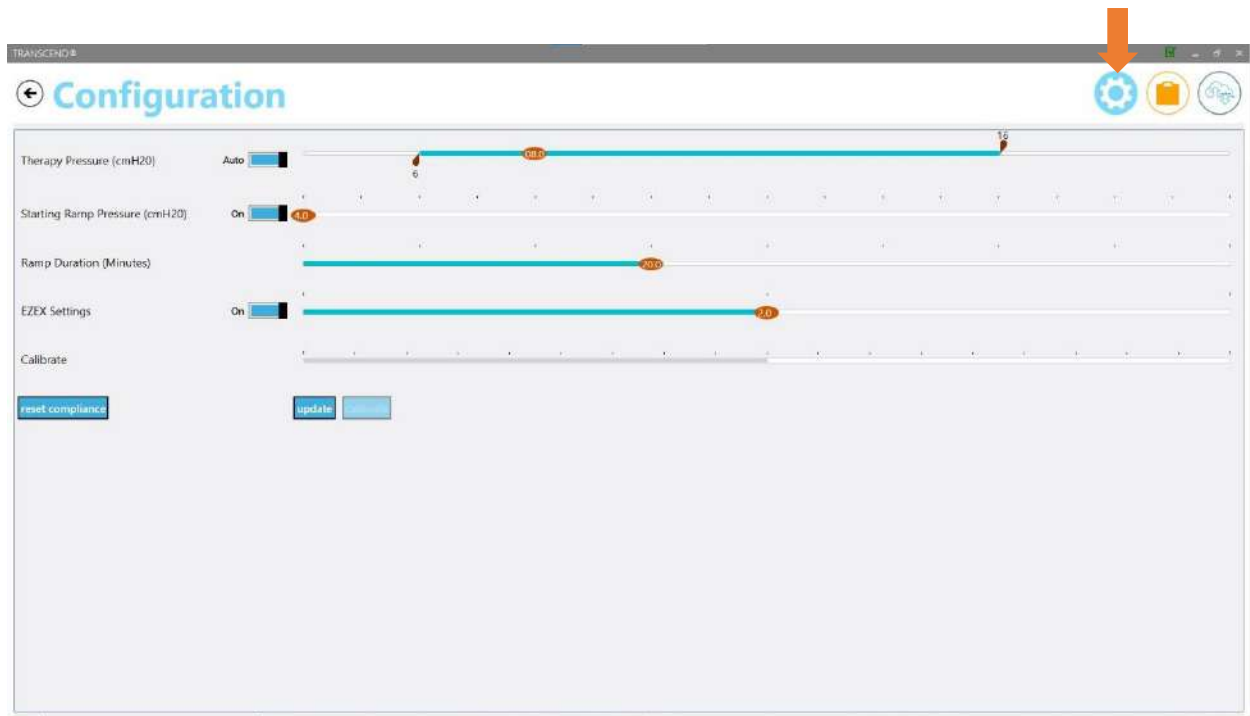 TRANSCEND®
Configuration
Therapy Pressure (cmH20) Auto 6 08.0 16
Starting Ramp Pressure (cmH20) On 4.0
Ramp Duration (Minutes) 20.0
EZEX Settings On 2.0
Calibrate
reset compliance update